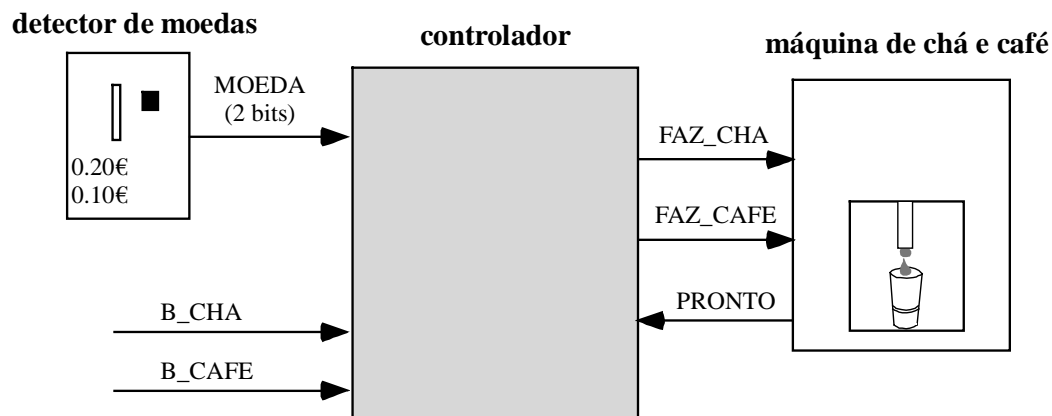 detector de moedas
controlador
máquina de chá e café
MOEDA
(2 bits)
0.20€
0.10€
FAZ_CHA
FAZ_CAFE
PRONTO
B_CHA
B_CAFE